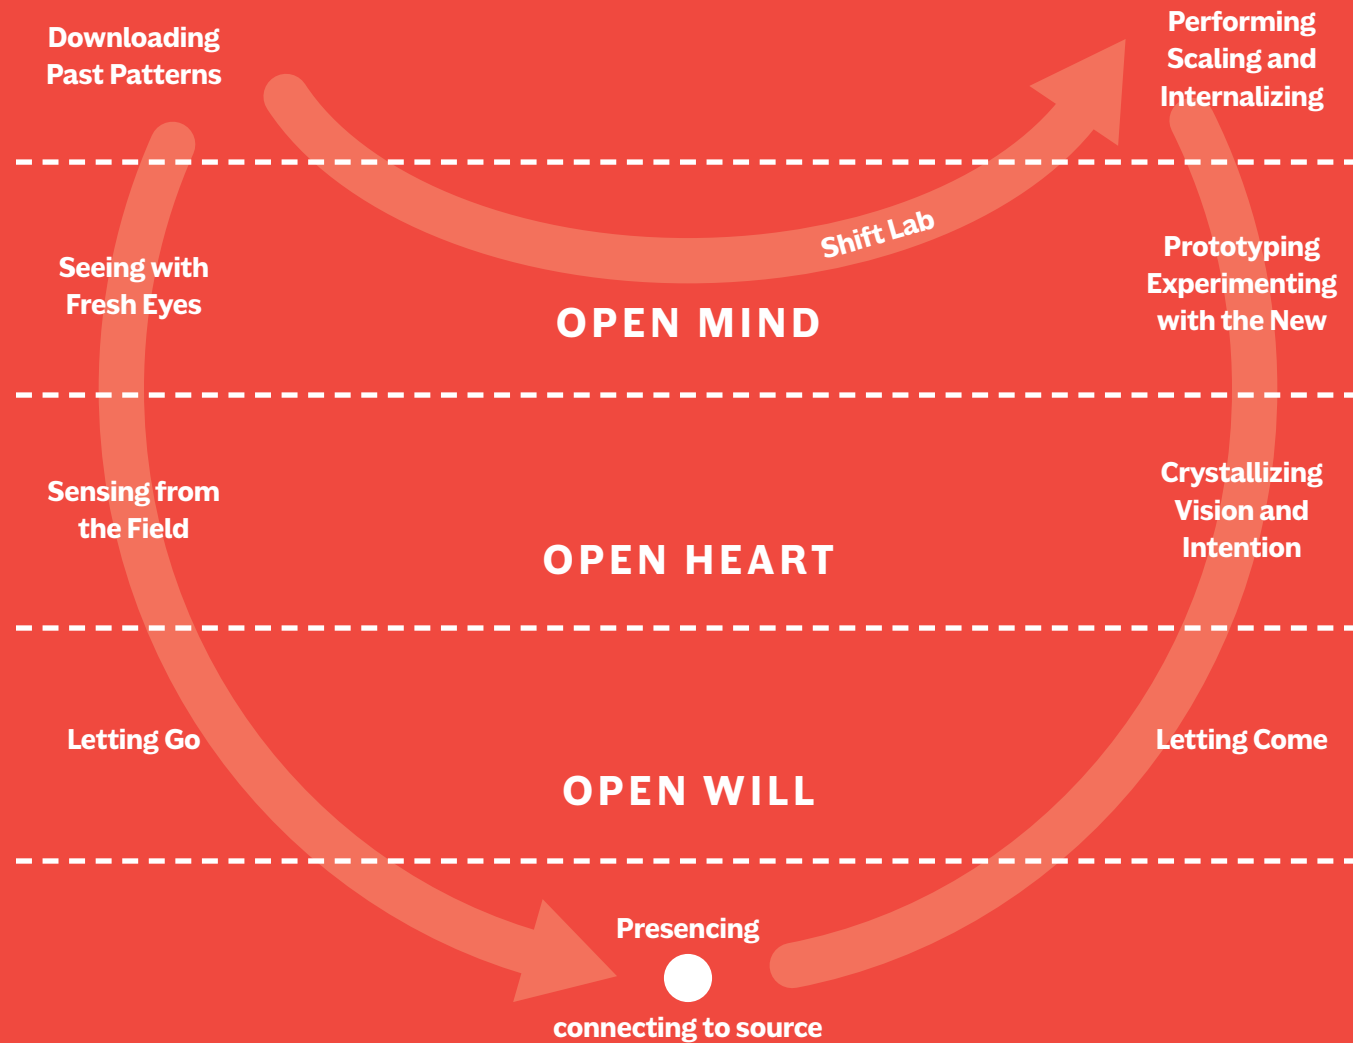 Downloading
Past Patterns
Performing
Scaling and
Internalizing
Shift Lab
Seeing with
Fresh Eyes
OPEN MIND
Prototyping
Experimenting
with the New
Sensing from
the Field
OPEN HEART
Crystallizing
Vision and
Intention
Letting Go
OPEN WILL
Letting Come
Presencing
connecting to source